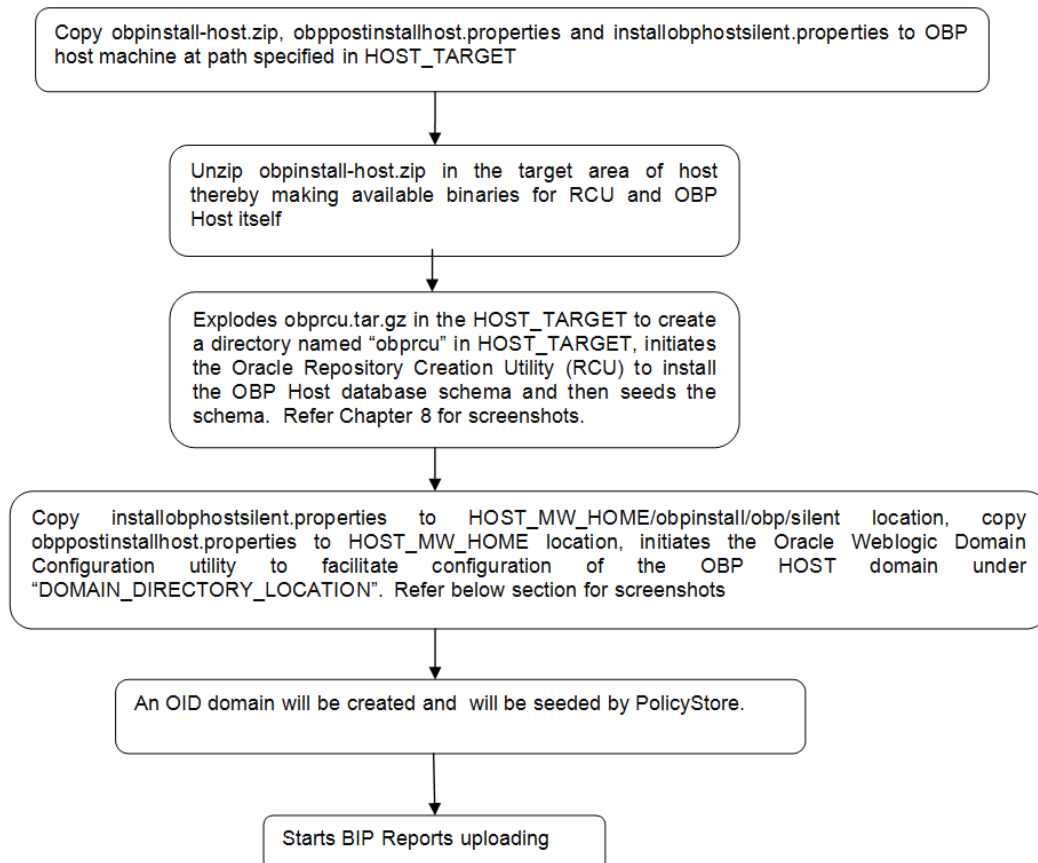 Copy obpinstall-host.zip, obppostinstallhost.properties and installobphostsilent.properties to OBP
host machine at path specified in HOST_TARGET
Unzip obpinstall-host.zip in the target area of host
thereby making available binaries for RCU and OBP
Host itself
Explodes obprcu.tar.gz in the HOST_TARGET to create
a directory named “obprcu” in HOST_TARGET, initiates
the Oracle Repository Creation Utility (RCU) to install
the OBP Host database schema and then seeds the
schema. Refer Chapter 8 for screenshots.
Copy installobphostsilent.properties to HOST_MW_HOME/obpinstall/obp/silent location, copy
obppostinstallhost.properties to HOST_MW_HOME location, initiates the Oracle Weblogic Domain
Configuration utility to facilitate configuration of the OBP HOST domain under
“DOMAIN_DIRECTORY_LOCATION”. Refer below section for screenshots
An OID domain will be created and will be seeded by PolicyStore.
Starts BIP Reports uploading